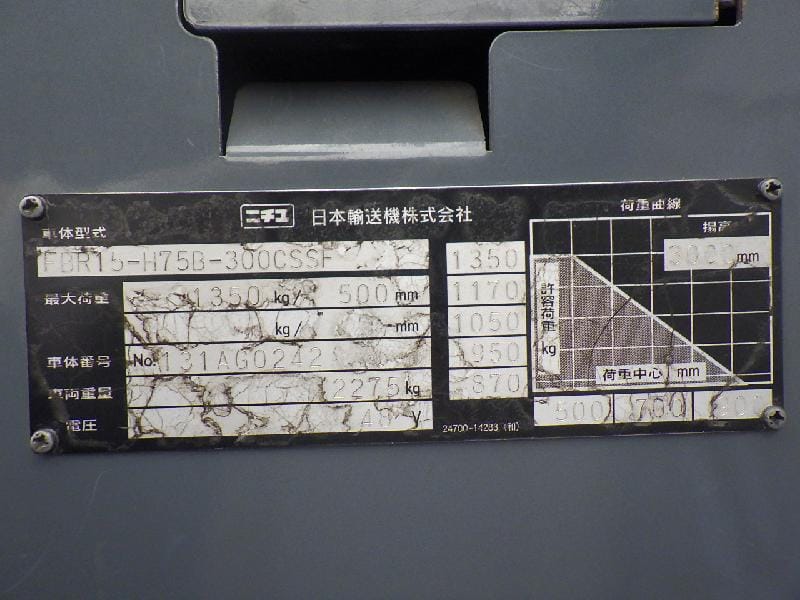 ニチユ 日本輸送機株式会社
車体型式
FBR15-H75B-300CSSF
最大荷重 1350 kg/ 500 mm
kg/ mm
車体番号 No. 131AG0242
車両重量 2275 kg
電圧 48 V
1350
1170
1050
950
870
24700-14283 (和)
荷重曲線
揚高
3000 mm
許容荷重 kg
荷重中心 mm
500 700